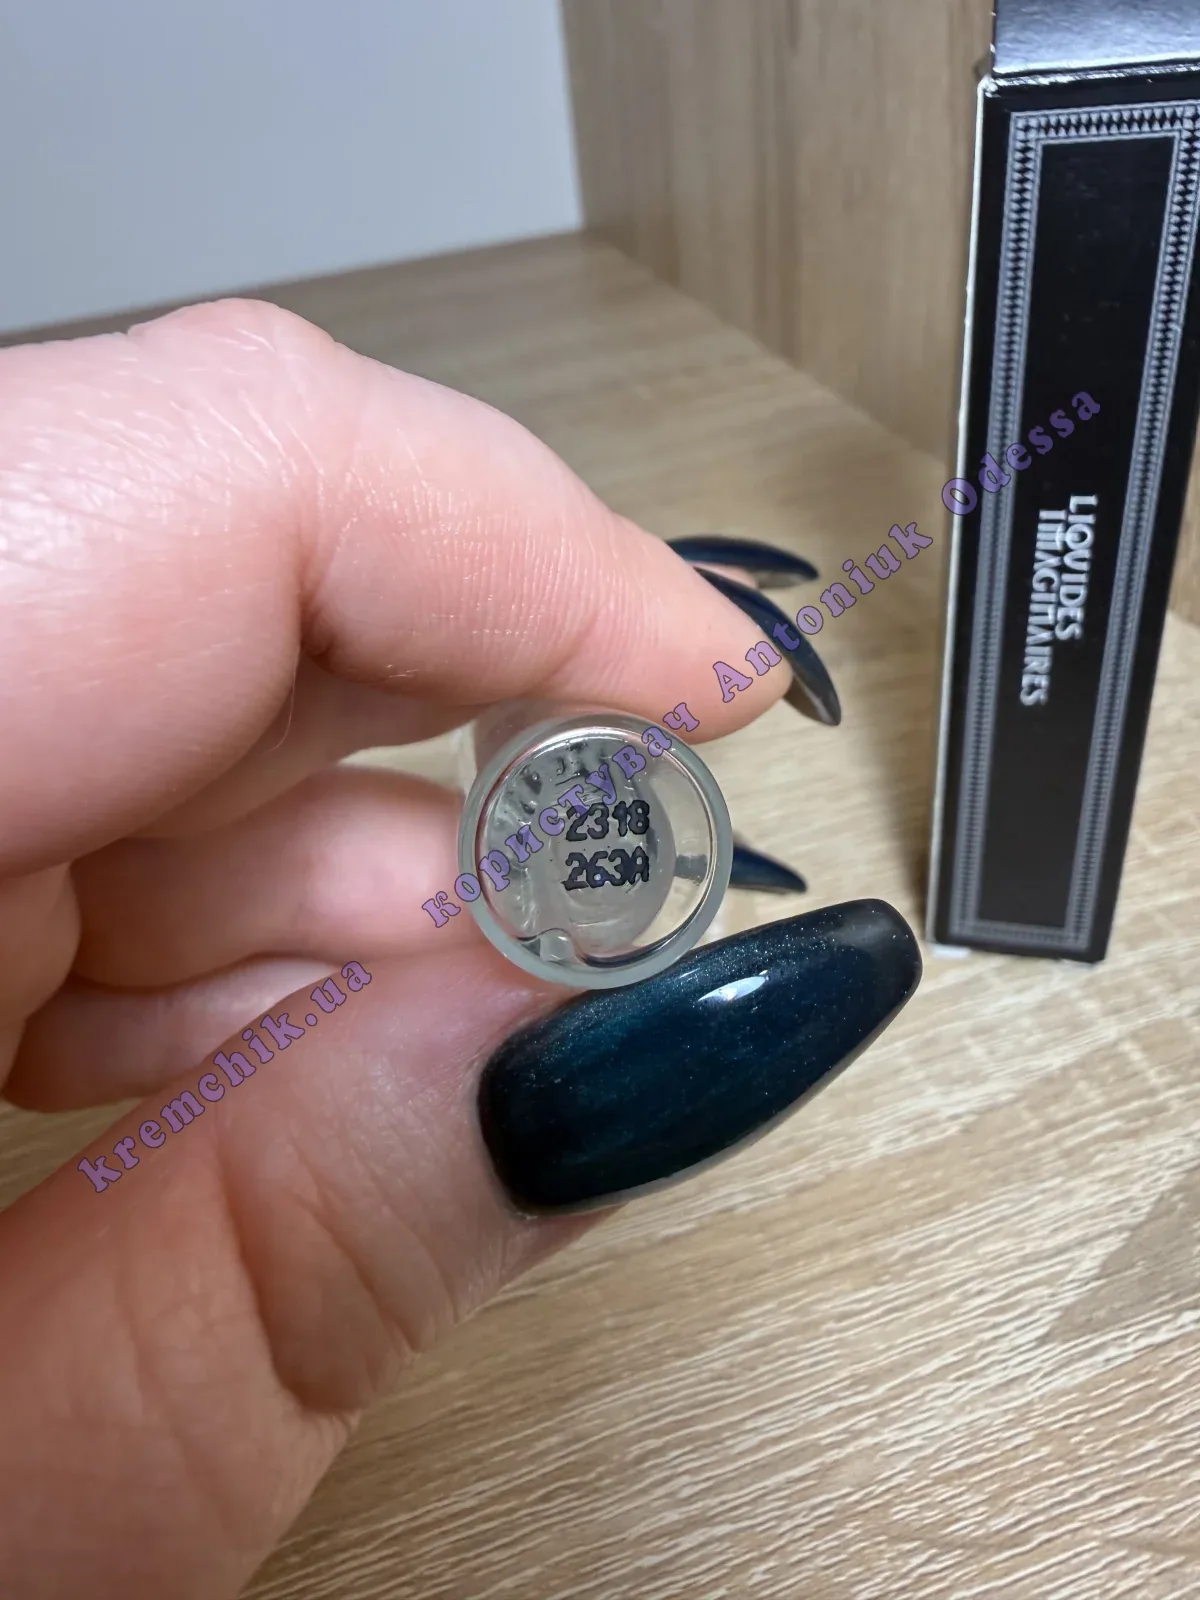 LIQUIDES
IMAGINAIRES
2318
263A
користувач Antoniuk Odessa
kremchik.ua